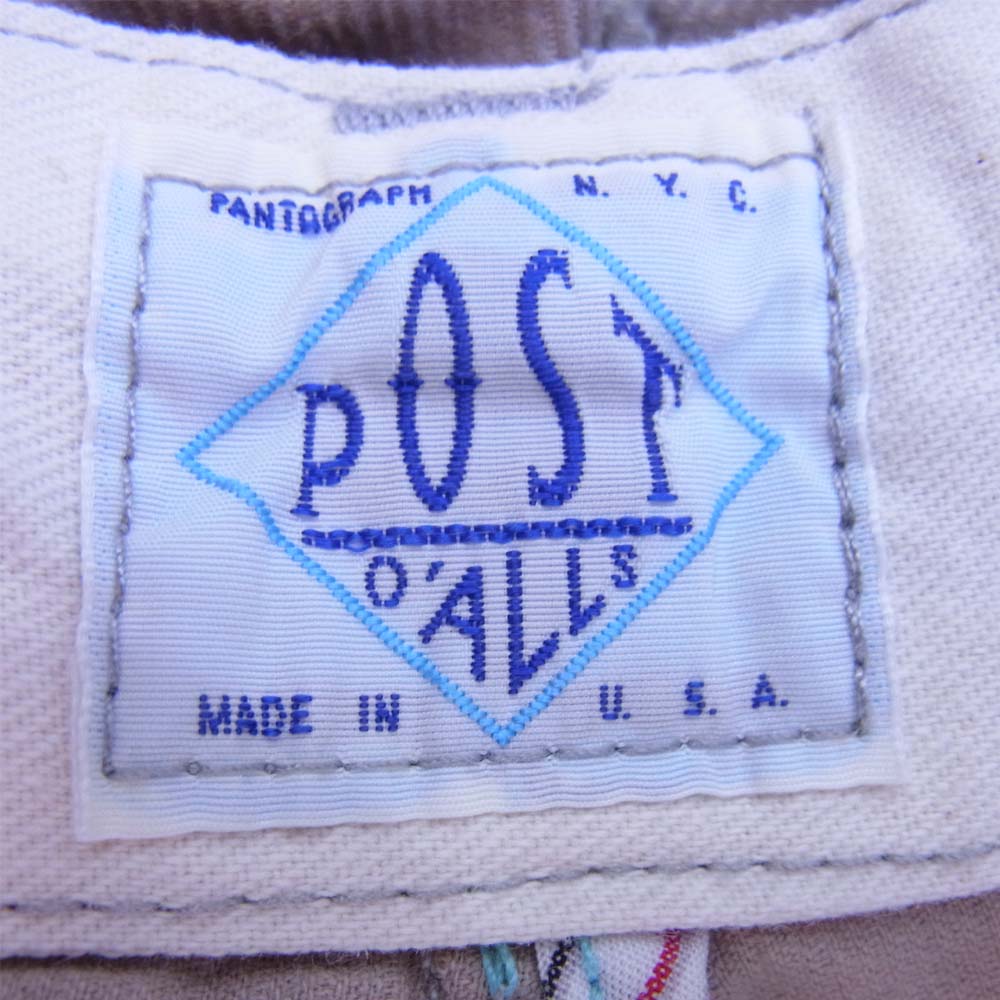 PANTOGRAPH N. Y. C.
POST
O'ALLS
MADE IN U. S. A.